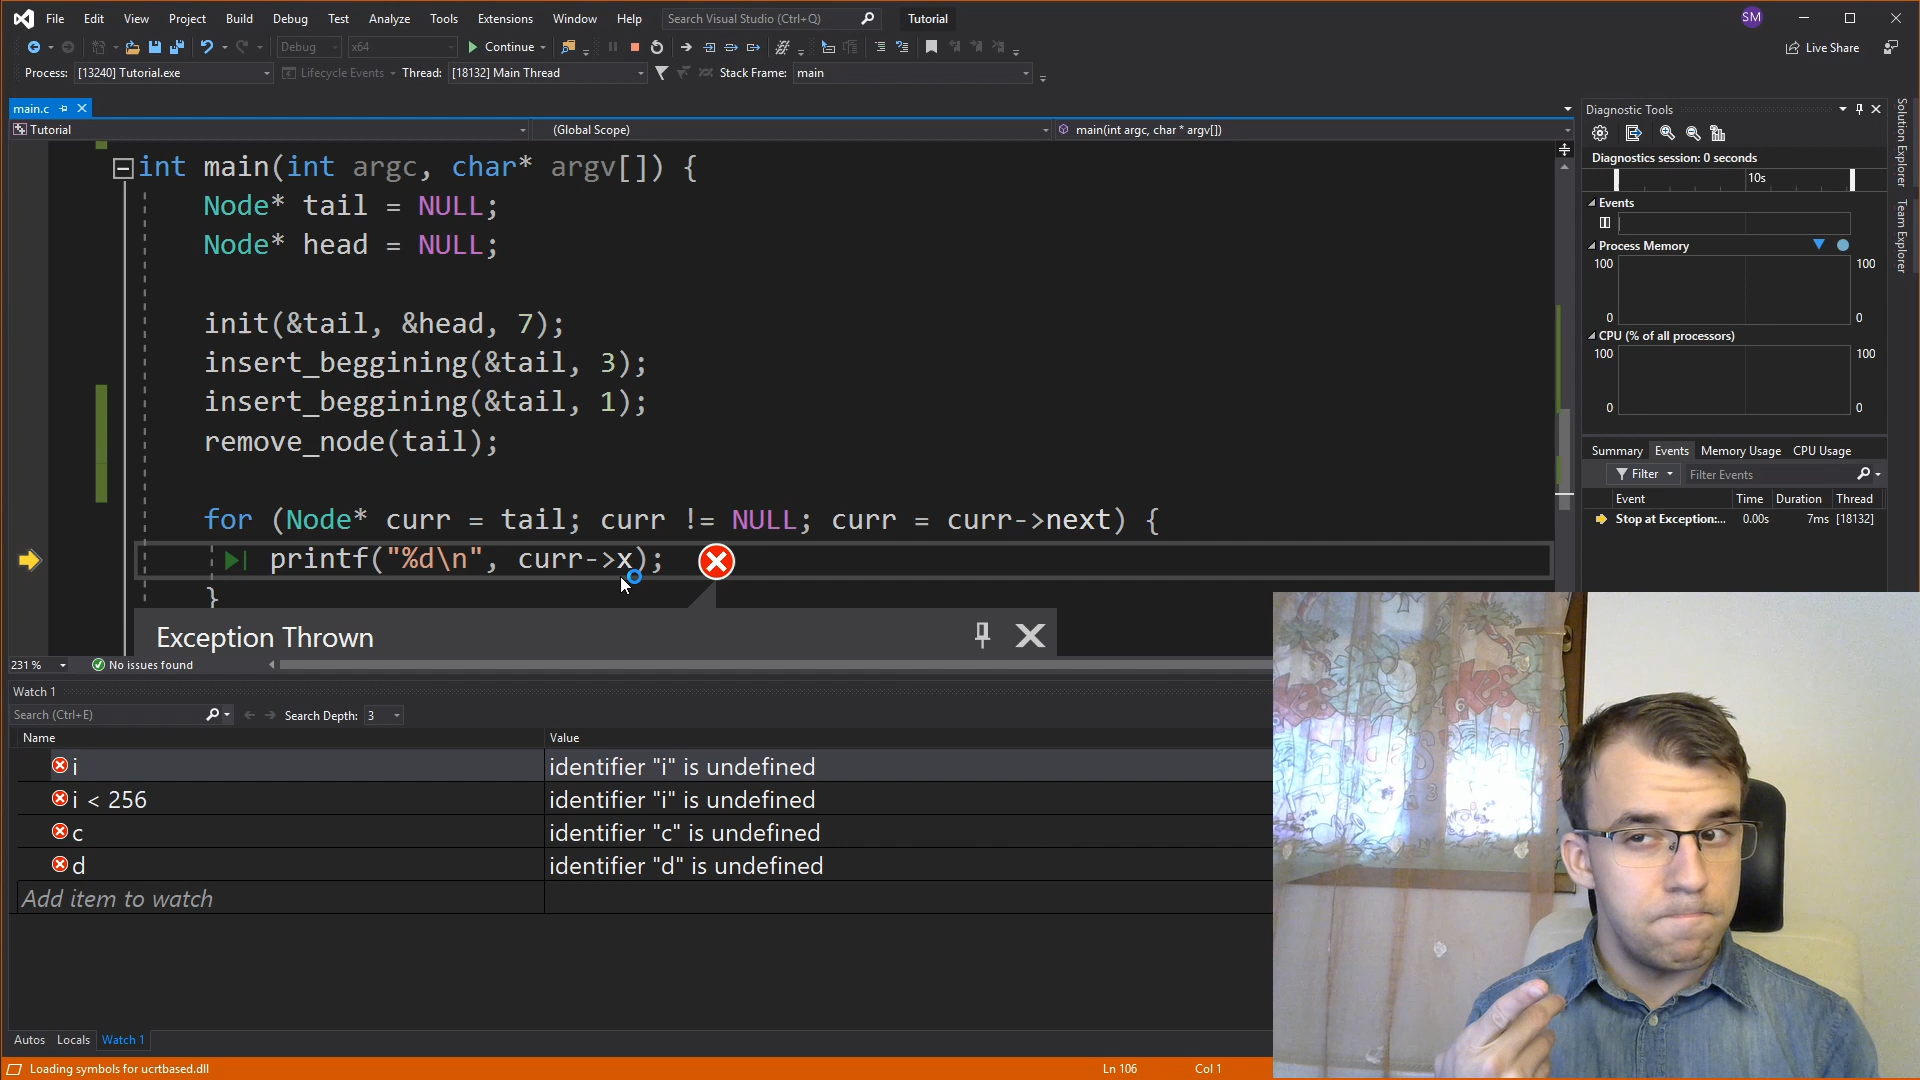 File Edit View Project Build Debug Test Analyze Tools Extensions Window Help Search Visual Studio (Ctrl+Q) Tutorial SM
Debug x64 Continue Live Share
Process: [13240] Tutorial.exe Lifecycle Events Thread: [18132] Main Thread Stack Frame: main
main.c
Tutorial (Global Scope) main(int argc, char * argv[])
int main(int argc, char* argv[]) {
Node* tail = NULL;
Node* head = NULL;
init(&tail, &head, 7);
insert_beggining(&tail, 3);
insert_beggining(&tail, 1);
remove_node(tail);
for (Node* curr = tail; curr != NULL; curr = curr->next) {
printf("%d\n", curr->x);
}
Exception Thrown
231 % No issues found
Watch 1
Search (Ctrl+E) Search Depth: 3
Name Value
i identifier "i" is undefined
i < 256 identifier "i" is undefined
c identifier "c" is undefined
d identifier "d" is undefined
Add item to watch
Autos Locals Watch 1
Loading symbols for ucrtbased.dll Ln 106 Col 1
Diagnostic Tools
Diagnostics session: 0 seconds
10s
Events
Process Memory
100 100
0 0
CPU (% of all processors)
100 100
0 0
Summary Events Memory Usage CPU Usage
Filter Filter Events
Event Time Duration Thread
Stop at Exception:... 0.00s 7ms [18132]
Solution Explorer
Team Explorer